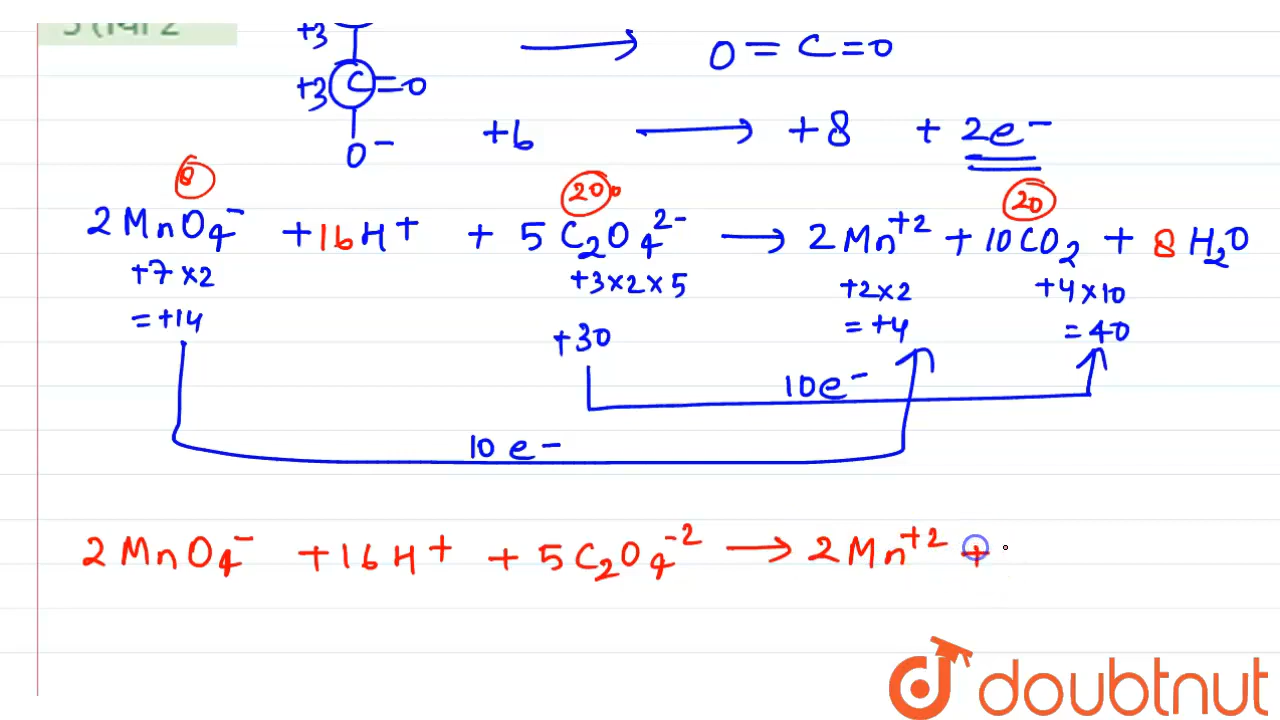 +3
⟶ O=C=O
+3 C=O
O⁻ +6 ⟶ +8 + 2e⁻
8 20 20
2MnO₄⁻ +16H⁺ + 5C₂O₄²⁻ ⟶ 2Mn⁺² + 10CO₂ + 8H₂O
+7×2 +3×2×5 +2×2 +4×10
=+14 +30 =+4 =40
10e⁻
10e⁻
2MnO₄⁻ +16H⁺ + 5C₂O₄⁻² ⟶ 2Mn⁺² +
doubtnut